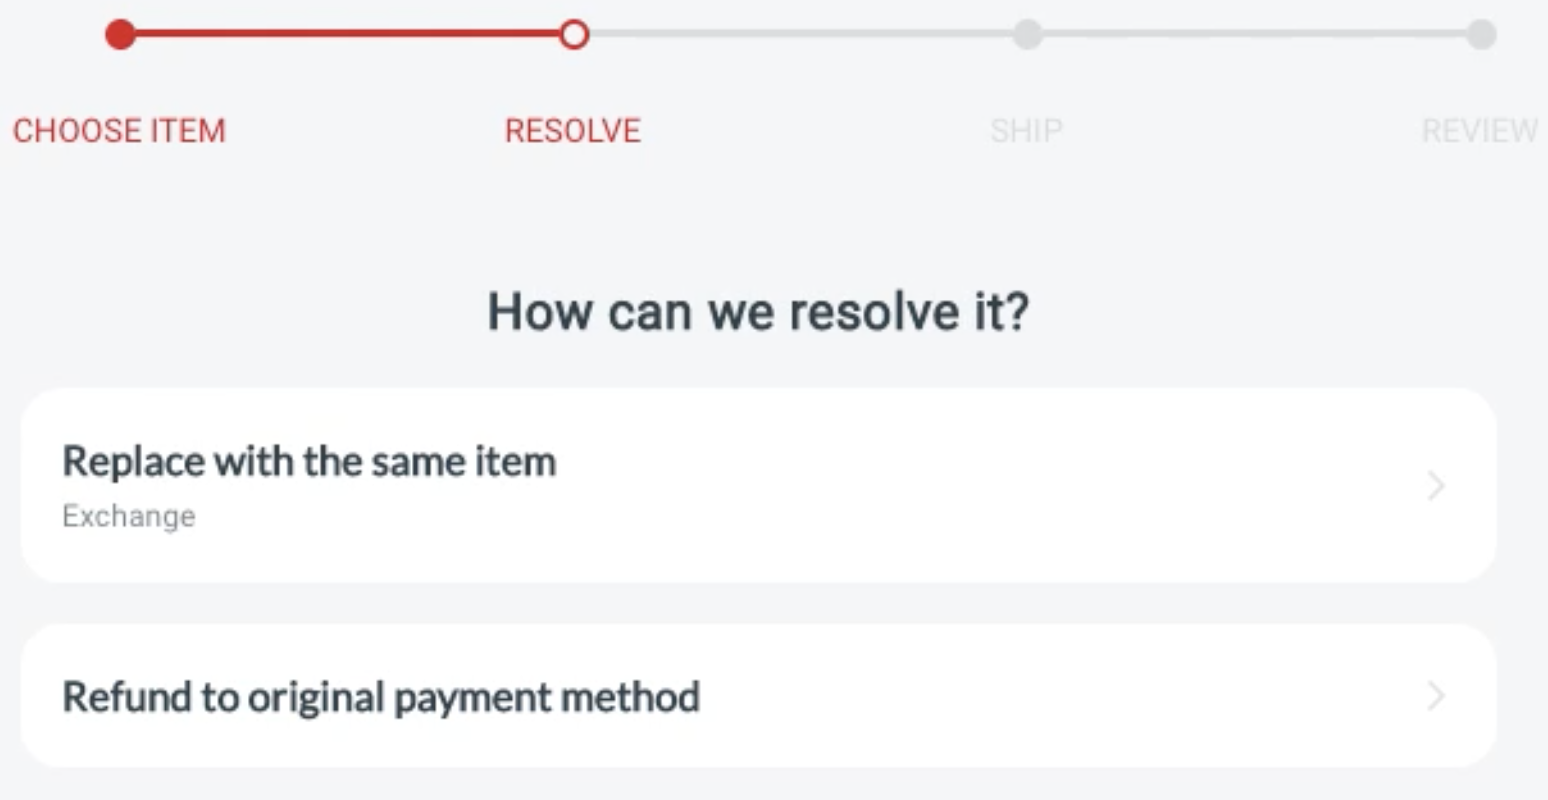 CHOOSE ITEM
RESOLVE
SHIP
REVIEW
How can we resolve it?
Replace with the same item
Exchange
Refund to original payment method